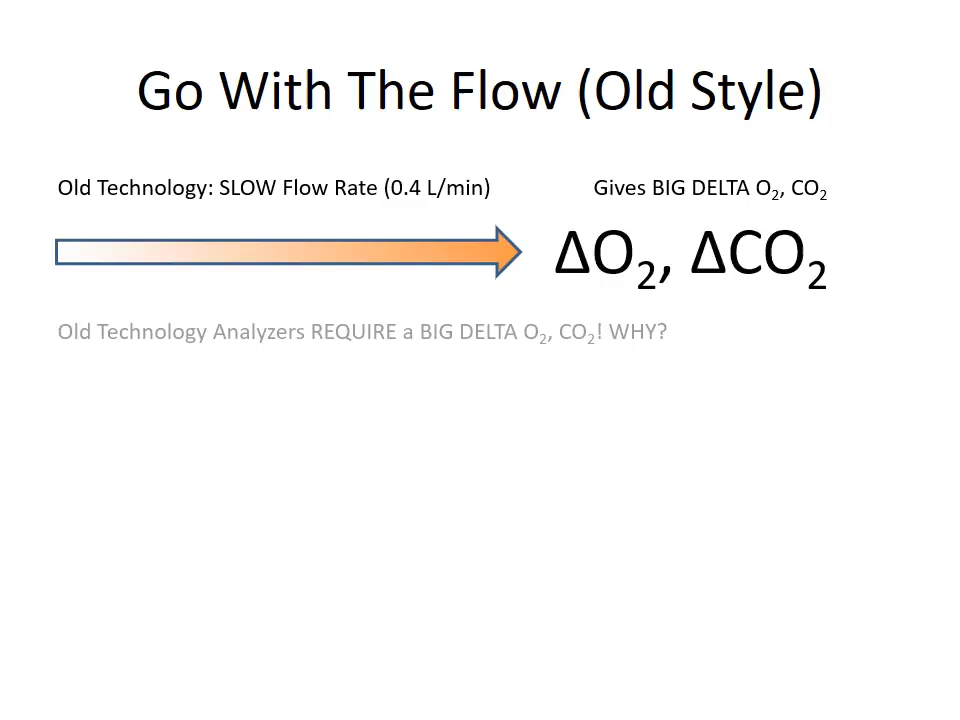 Go With The Flow (Old Style)
Old Technology: SLOW Flow Rate (0.4 L/min)
Gives BIG DELTA O₂, CO₂
ΔO₂, ΔCO₂
Old Technology Analyzers REQUIRE a BIG DELTA O₂, CO₂! WHY?